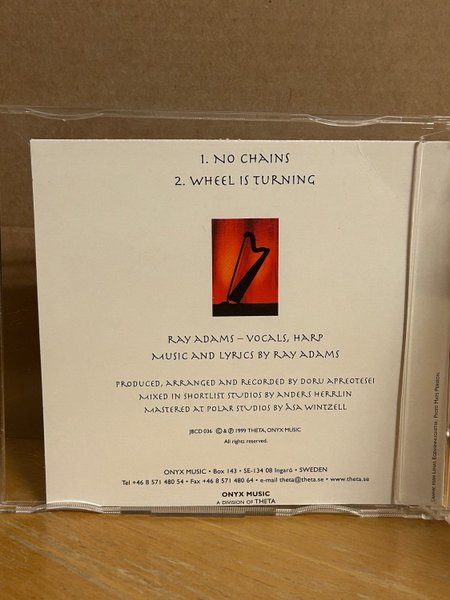 1. NO CHAINS
2. WHEEL IS TURNING
RAY ADAMS – VOCALS, HARP
MUSIC AND LYRICS BY RAY ADAMS
PRODUCED, ARRANGED AND RECORDED BY DORU APREOTESEI
MIXED IN SHORTLIST STUDIOS BY ANDERS HERRLIN
MASTERED AT POLAR STUDIOS BY ÅSA WINTZELL
JBCD 036 © & ℗ 1999 THETA, ONYX MUSIC
All rights reserved.
ONYX MUSIC • Box 143 • SE-134 08 Ingarö • SWEDEN
Tel +46 8 571 480 54 • Fax +46 8 571 480 64 • e-mail theta@theta.se • www.theta.se
ONYX MUSIC
A DIVISION OF THETA